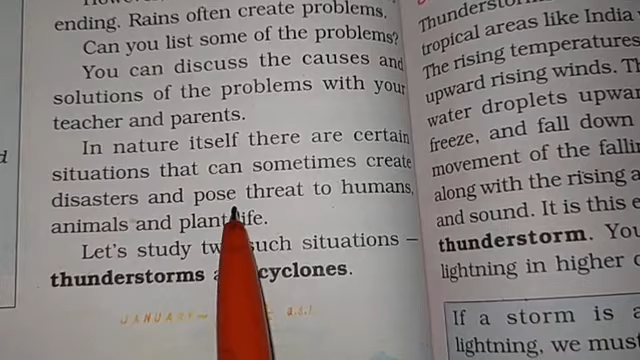 ending. Rains often create problems.
Can you list some of the problems?
You can discuss the causes and
solutions of the problems with your
teacher and parents.
In nature itself there are certain
situations that can sometimes create
disasters and pose threat to humans,
animals and plant life.
Let's study two such situations –
thunderstorms and cyclones.
tropical areas like India
The rising temperatures
upward rising winds.
water droplets
freeze, and fall down
movement of the
along with the rising
and sound. It is this
thunderstorm. You
lightning in higher
If a storm is
lightning, we must